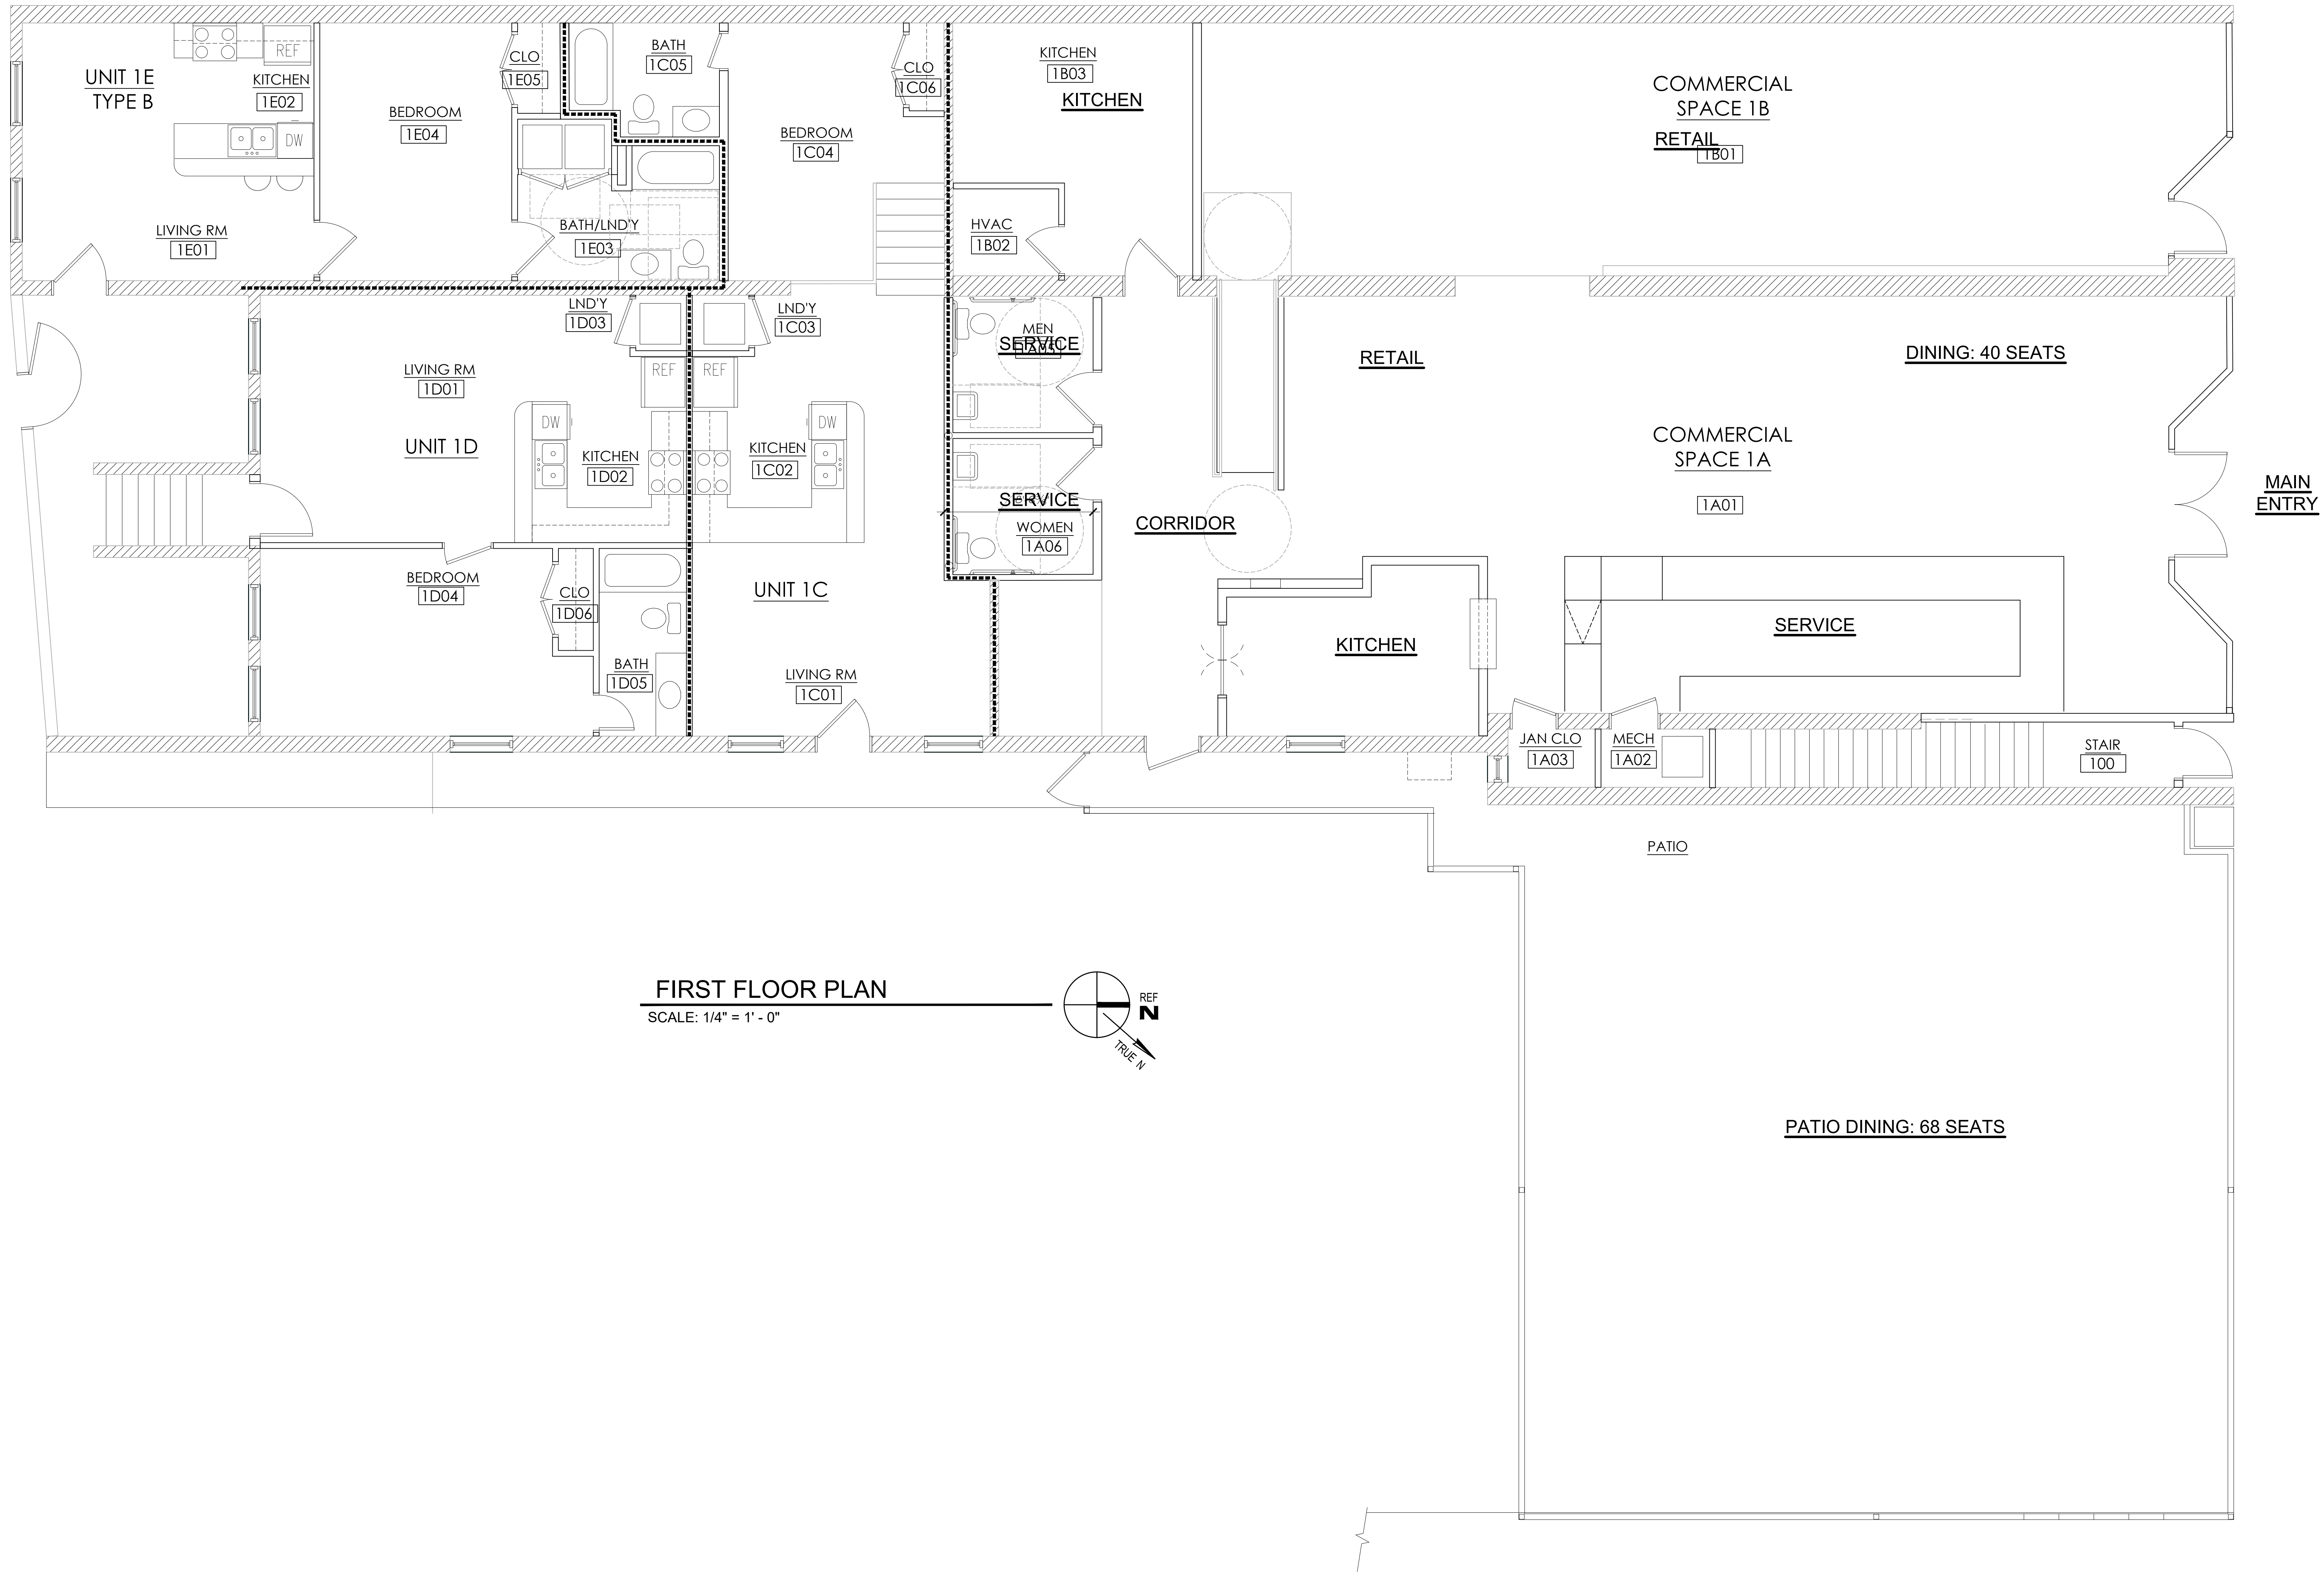 UNIT 1E
TYPE B
REF
KITCHEN
1E02
DW
LIVING RM
1E01
BEDROOM
1E04
CLO
1E05
BATH
1C05
BATH/LND'Y
1E03
BEDROOM
1C04
CLO
1C06
KITCHEN
1B03
KITCHEN
HVAC
1B02
COMMERCIAL
SPACE 1B
RETAIL
1B01
LND'Y
1D03
LND'Y
1C03
LIVING RM
1D01
UNIT 1D
REF
REF
DW
DW
KITCHEN
1D02
KITCHEN
1C02
MEN
SERVICE
1A05
SERVICE
WOMEN
1A06
CORRIDOR
RETAIL
DINING: 40 SEATS
COMMERCIAL
SPACE 1A
1A01
MAIN
ENTRY
BEDROOM
1D04
CLO
1D06
BATH
1D05
UNIT 1C
LIVING RM
1C01
KITCHEN
SERVICE
JAN CLO
1A03
MECH
1A02
STAIR
100
PATIO
FIRST FLOOR PLAN
SCALE: 1/4" = 1' - 0"
REF
N
TRUE N
PATIO DINING: 68 SEATS